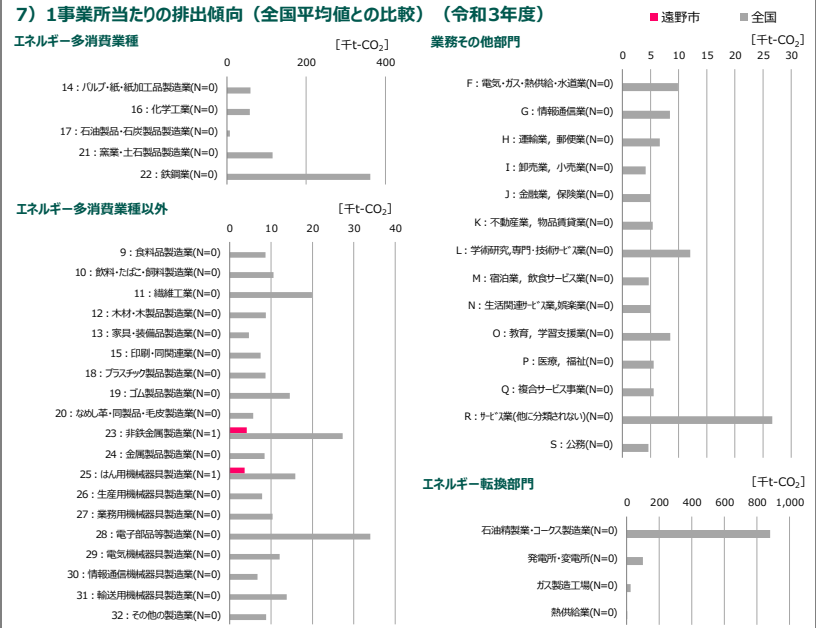 7）1事業所当たりの排出傾向（全国平均値との比較）（令和3年度）
遠野市
全国
エネルギー多消費業種
[千t-CO₂]
0 200 400
14：パルプ・紙・紙加工品製造業(N=0)
16：化学工業(N=0)
17：石油製品・石炭製品製造業(N=0)
21：窯業・土石製品製造業(N=0)
22：鉄鋼業(N=0)
エネルギー多消費業種以外
[千t-CO₂]
0 10 20 30 40
9：食料品製造業(N=0)
10：飲料・たばこ・飼料製造業(N=0)
11：繊維工業(N=0)
12：木材・木製品製造業(N=0)
13：家具・装備品製造業(N=0)
15：印刷・同関連業(N=0)
18：プラスチック製品製造業(N=0)
19：ゴム製品製造業(N=0)
20：なめし革・同製品・毛皮製造業(N=0)
23：非鉄金属製造業(N=1)
24：金属製品製造業(N=0)
25：はん用機械器具製造業(N=1)
26：生産用機械器具製造業(N=0)
27：業務用機械器具製造業(N=0)
28：電子部品等製造業(N=0)
29：電気機械器具製造業(N=0)
30：情報通信機械器具製造業(N=0)
31：輸送用機械器具製造業(N=0)
32：その他の製造業(N=0)
業務その他部門
[千t-CO₂]
0 5 10 15 20 25 30
F：電気・ガス・熱供給・水道業(N=0)
G：情報通信業(N=0)
H：運輸業，郵便業(N=0)
I：卸売業，小売業(N=0)
J：金融業，保険業(N=0)
K：不動産業，物品賃貸業(N=0)
L：学術研究,専門・技術ｻｰﾋﾞｽ業(N=0)
M：宿泊業，飲食サービス業(N=0)
N：生活関連ｻｰﾋﾞｽ業,娯楽業(N=0)
O：教育，学習支援業(N=0)
P：医療，福祉(N=0)
Q：複合サービス事業(N=0)
R：ｻｰﾋﾞｽ業(他に分類されない)(N=0)
S：公務(N=0)
エネルギー転換部門
[千t-CO₂]
0 200 400 600 800 1,000
石油精製業・コークス製造業(N=0)
発電所・変電所(N=0)
ガス製造工場(N=0)
熱供給業(N=0)